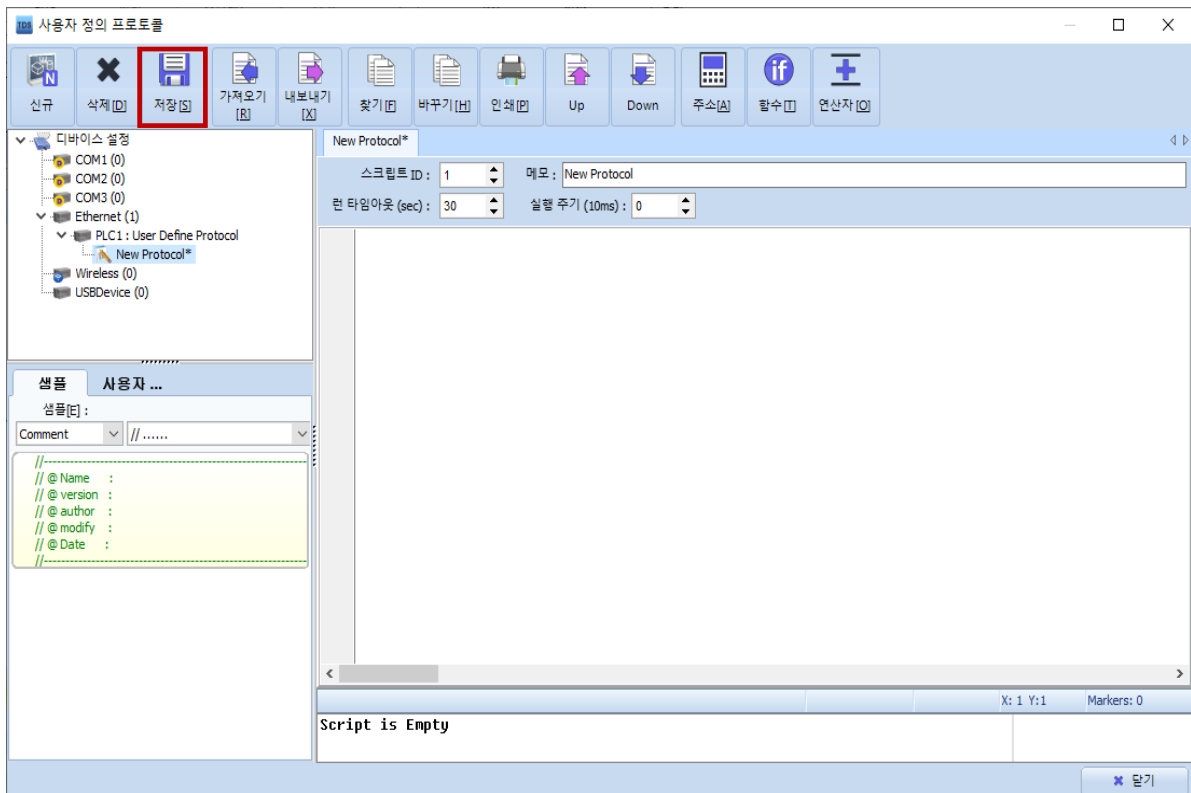 TDS 사용자 정의 프로토콜
N
신규
삭제[D]
저장[S]
가져오기
[R]
내보내기
[X]
찾기[F]
바꾸기[H]
인쇄[P]
Up
Down
주소[A]
if
함수[T]
연산자[O]
디바이스 설정
COM1 (0)
COM2 (0)
COM3 (0)
Ethernet (1)
PLC1 : User Define Protocol
New Protocol*
Wireless (0)
USBDevice (0)
샘플 사용자 ...
샘플[E] :
Comment // ......
//------------------------------------------------------------------
// @ Name :
// @ version :
// @ author :
// @ modify :
// @ Date :
//------------------------------------------------------------------
New Protocol*
스크립트 ID : 1 메모 : New Protocol
런 타임아웃 (sec) : 30 실행 주기 (10ms) : 0
X: 1 Y:1 Markers: 0
Script is Empty
닫기